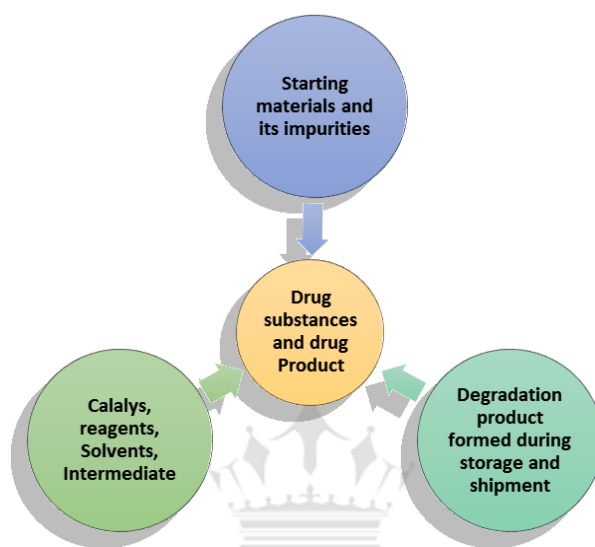 Starting
materials and
its impurities
Drug
substances
and drug
Product
Calalys,
reagents,
Solvents,
Intermediate
Degradation
product
formed during
storage and
shipment